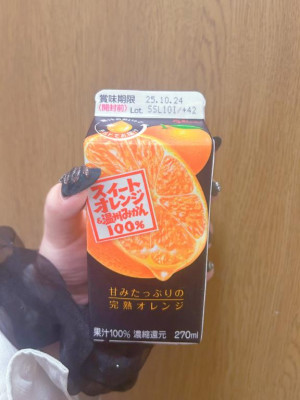 賞味期限 25.10.24
(開封前) Lot. SSL10I/+42
スイート
オレンジ
&温州みかん
100%
甘みたっぷりの
完熟オレンジ
果汁100% 濃縮還元 270ml